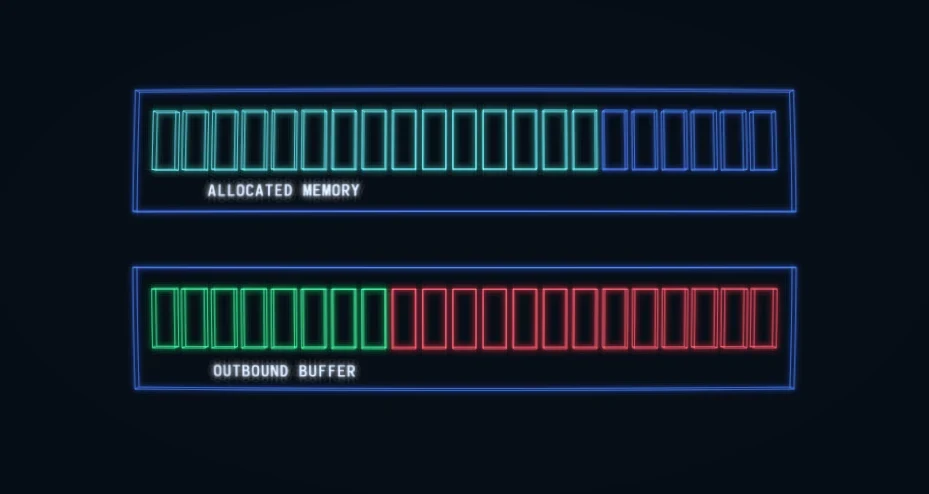 ALLOCATED MEMORY
OUTBOUND BUFFER